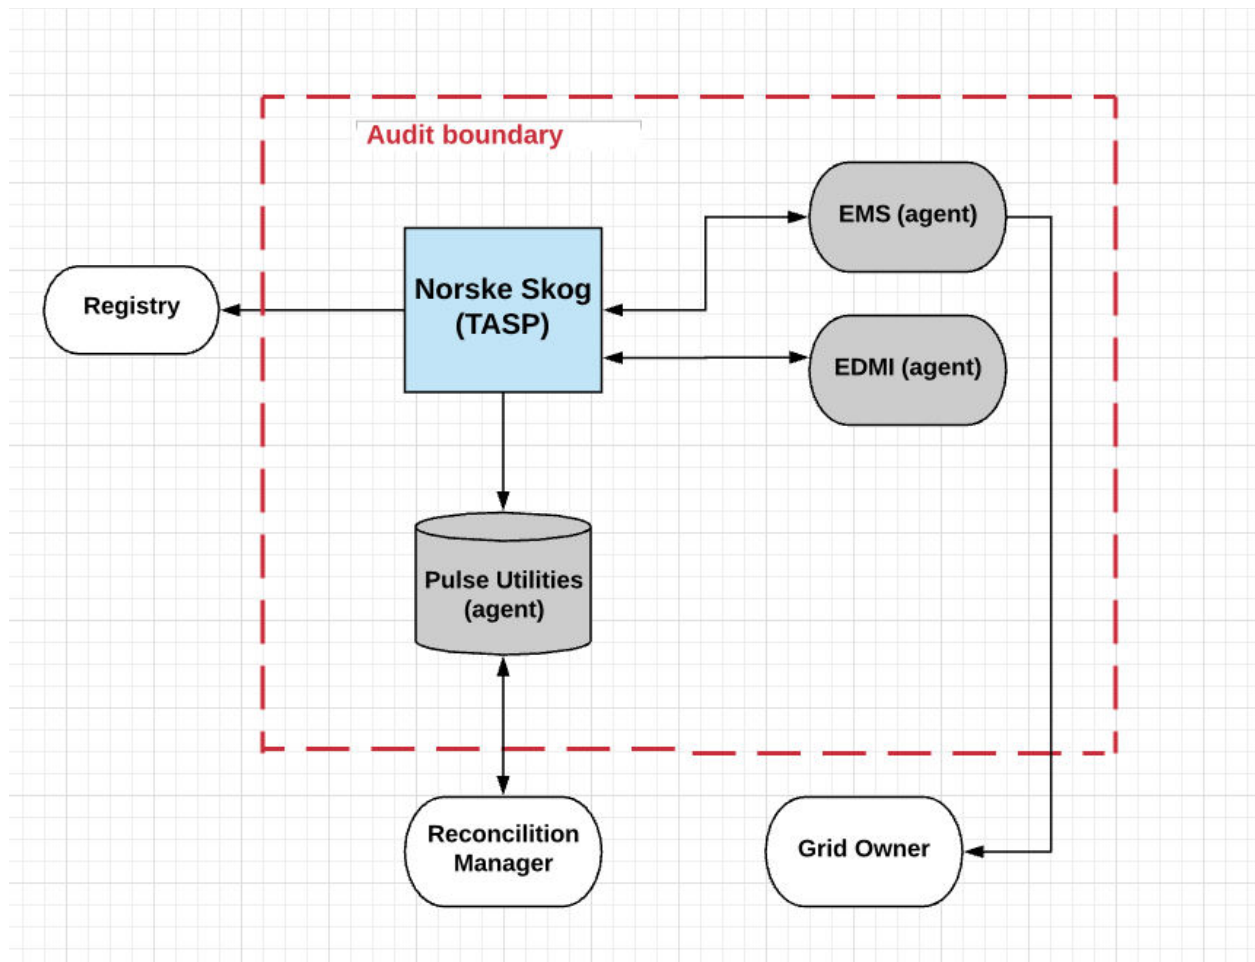 Audit boundary
EMS (agent)
Norske Skog
(TASP)
Registry
EDMI (agent)
Pulse Utilities
(agent)
Reconcilition
Manager
Grid Owner